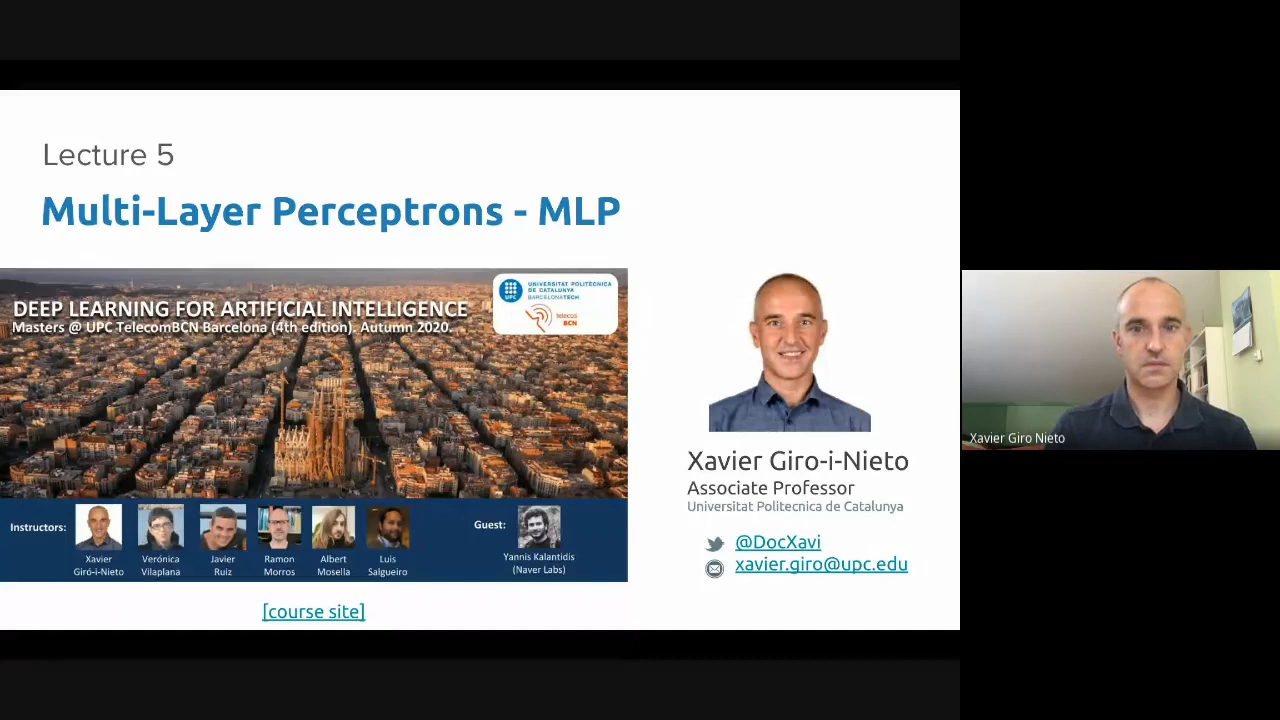 Lecture 5
Multi-Layer Perceptrons - MLP
DEEP LEARNING FOR ARTIFICIAL INTELLIGENCE
Masters @ UPC TelecomBCN Barcelona (4th edition). Autumn 2020.
UPC
UNIVERSITAT POLITÈCNICA
DE CATALUNYA
BARCELONATECH
telecos
BCN
Instructors:
Xavier
Giró-i-Nieto
Verónica
Vilaplana
Javier
Ruiz
Ramon
Morros
Albert
Mosella
Luis
Salgueiro
Guest:
Yannis Kalantidis
(Naver Labs)
[course site]
Xavier Giro-i-Nieto
Associate Professor
Universitat Politecnica de Catalunya
@DocXavi
xavier.giro@upc.edu
Xavier Giro Nieto